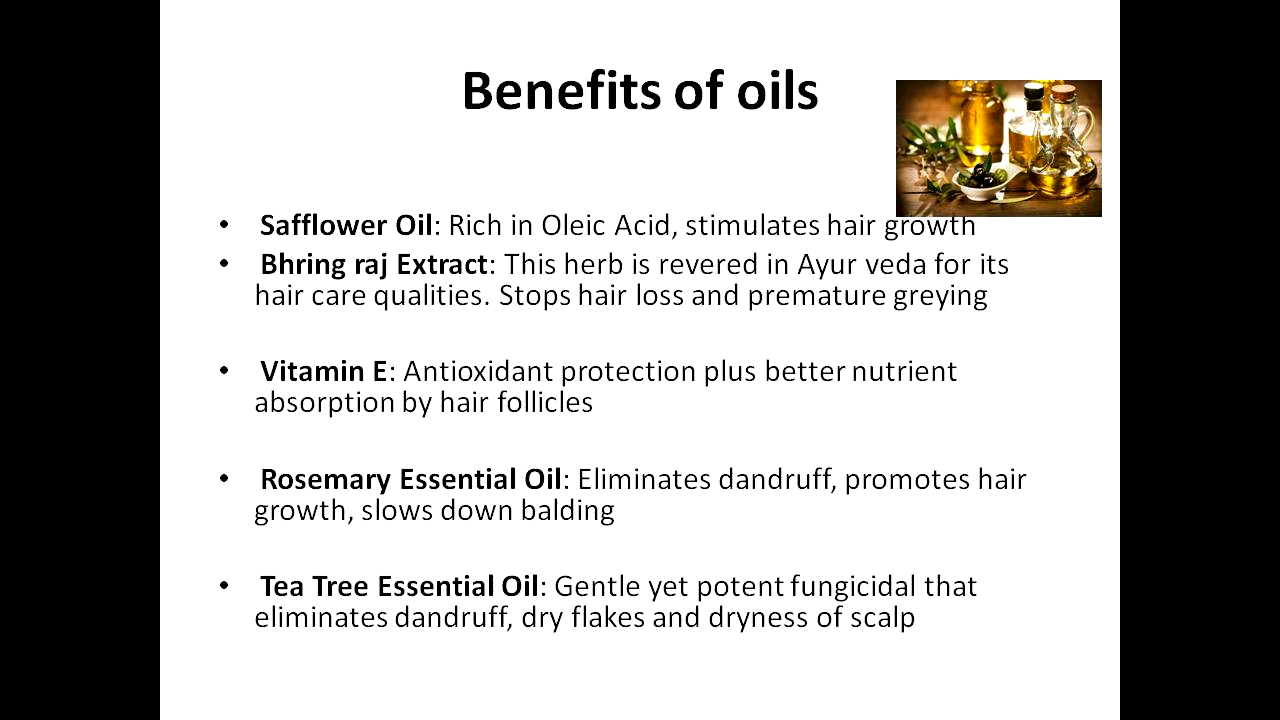 Benefits of oils
• Safflower Oil: Rich in Oleic Acid, stimulates hair growth
• Bhring raj Extract: This herb is revered in Ayur veda for its
hair care qualities. Stops hair loss and premature greying
• Vitamin E: Antioxidant protection plus better nutrient
absorption by hair follicles
• Rosemary Essential Oil: Eliminates dandruff, promotes hair
growth, slows down balding
• Tea Tree Essential Oil: Gentle yet potent fungicidal that
eliminates dandruff, dry flakes and dryness of scalp